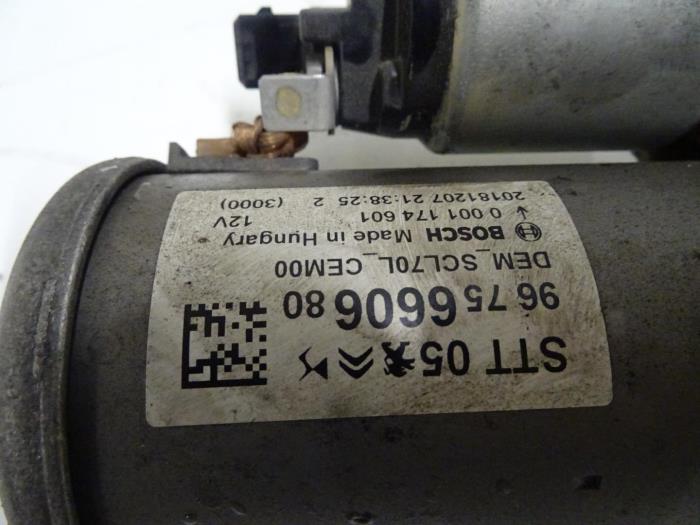 STT 05
96 75 6606 80
DEM_SCL70L_CEM00
BOSCH Made in Hungary
0 001 174 601 12V
20181207 21:38:25 2 (3000)